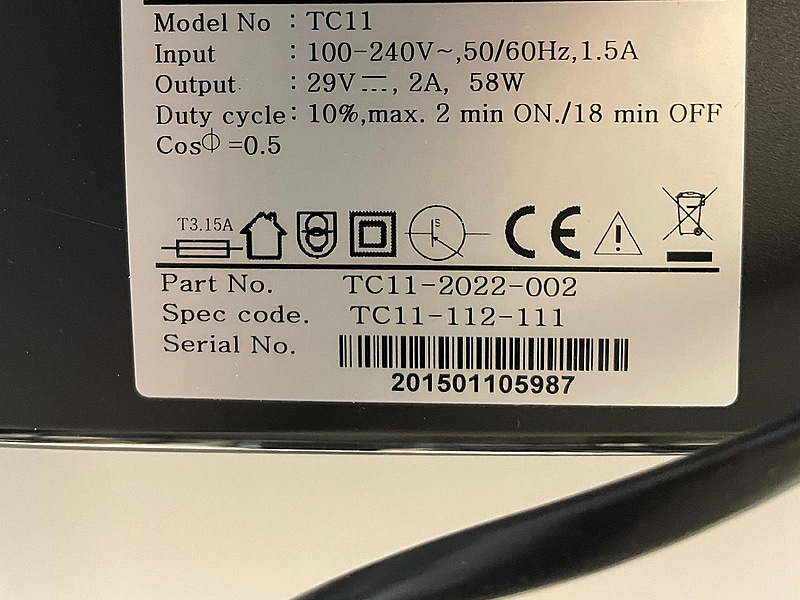 Model No : TC11
Input : 100-240V~,50/60Hz,1.5A
Output : 29V⎓, 2A, 58W
Duty cycle: 10%,max. 2 min ON./18 min OFF
CosΦ =0.5
T3.15A
S
CE
Part No. TC11-2022-002
Spec code. TC11-112-111
Serial No.
201501105987